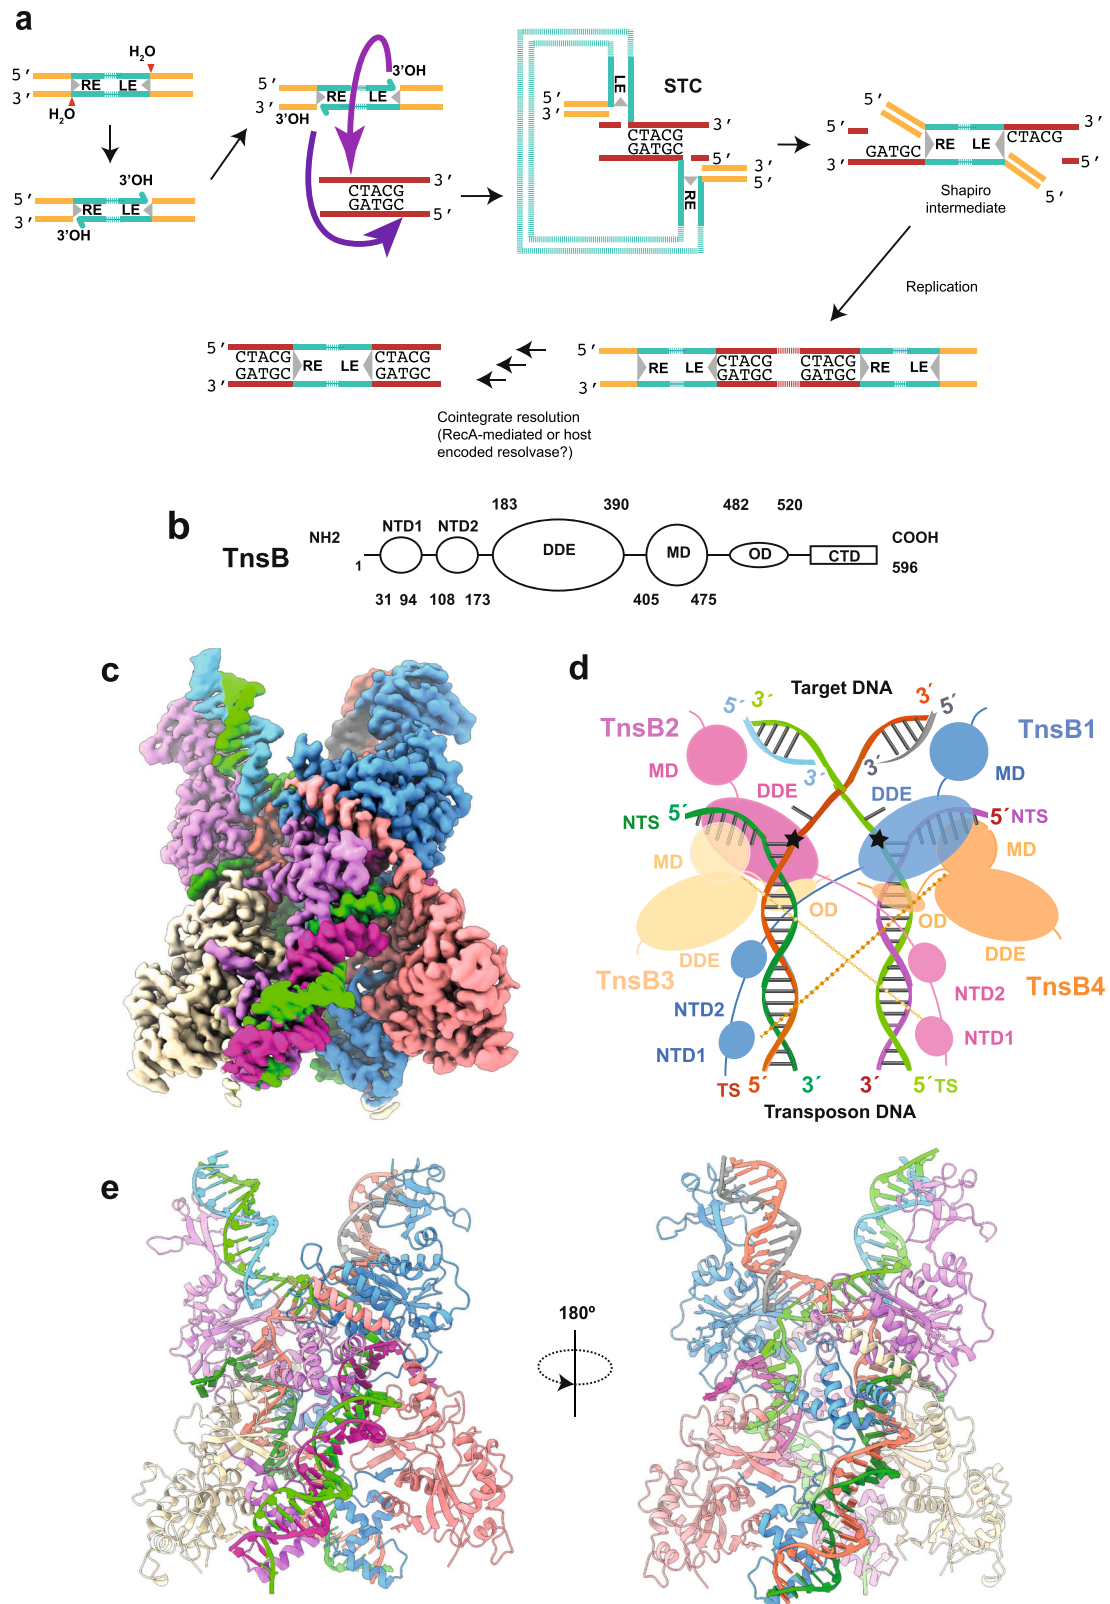 a
H2O
5′
RE LE
3′
H2O
3′OH
5′
RE LE
3′
3′OH
3′OH
5′
RE LE
3′
3′OH
3′
CTACG
GATGC
5′
LE
STC
5′
3′
3′
CTACG
GATGC
3′
5′
RE
5′
3′
CTACG
GATGC
RE LE
3′
5′
Shapiro
intermediate
Replication
5′
CTACG CTACG
RE LE
GATGC GATGC
3′
5′
CTACG CTACG
RE LE RE LE
GATGC GATGC
3′
Cointegrate resolution
(RecA-mediated or host
encoded resolvase?)
b
183 390 482 520
NH2 NTD1 NTD2 COOH
TnsB 1 DDE MD OD CTD 596
31 94 108 173 405 475
c
d
Target DNA
5′ 3′ 3′ 5′
TnsB2 TnsB1
MD MD
3′ 3′
DDE DDE
NTS 5′ 5′ NTS
MD MD
OD OD
DDE DDE
TnsB3 TnsB4
NTD2 NTD2
NTD1 NTD1
TS 5′ 3′ 3′ 5′ TS
Transposon DNA
e
180º